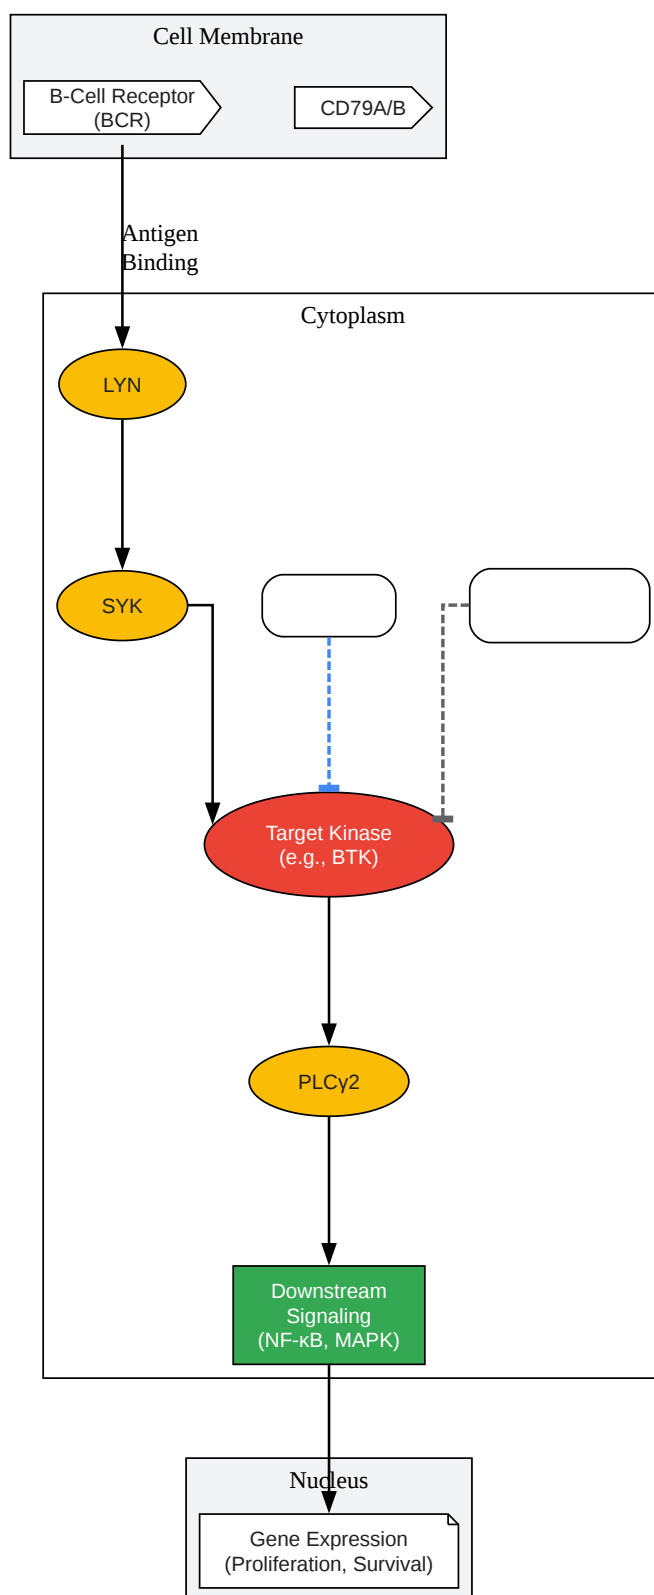 Cell Membrane
B-Cell Receptor
(BCR)
CD79A/B
Antigen
Binding
Cytoplasm
LYN
SYK
Target Kinase
(e.g., BTK)
PLCγ2
Downstream
Signaling
(NF-κB, MAPK)
Nucleus
Gene Expression
(Proliferation, Survival)